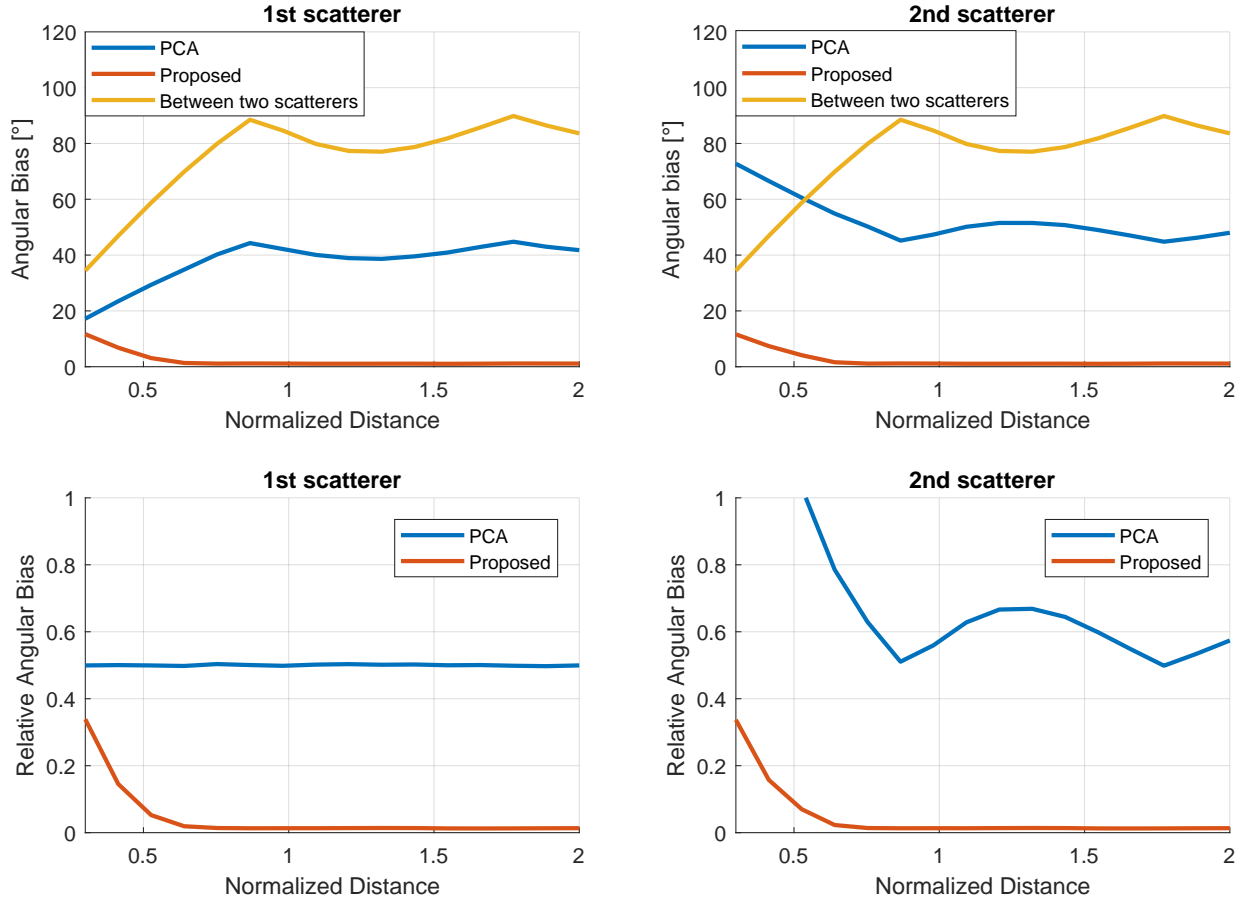 1st scatterer
PCA
Proposed
Between two scatterers
Angular Bias [°]
0
20
40
60
80
100
120
0.5
1
1.5
2
Normalized Distance
2nd scatterer
PCA
Proposed
Between two scatterers
Angular bias [°]
0
20
40
60
80
100
120
0.5
1
1.5
2
Normalized Distance
1st scatterer
PCA
Proposed
Relative Angular Bias
0
0.2
0.4
0.6
0.8
1
0.5
1
1.5
2
Normalized Distance
2nd scatterer
PCA
Proposed
Relative Angular Bias
0
0.2
0.4
0.6
0.8
1
0.5
1
1.5
2
Normalized Distance